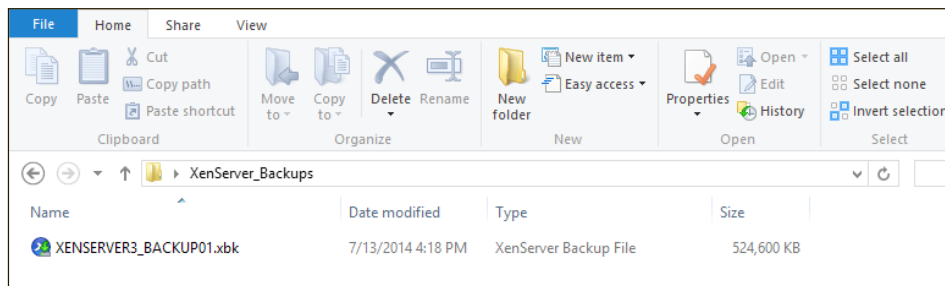 File Home Share View
Cut
Copy path
Paste shortcut
Copy Paste
Clipboard
Move to Copy to Delete Rename
Organize
New folder
New item
Easy access
New
Properties
Open
Edit
History
Open
Select all
Select none
Invert selection
Select
XenServer_Backups
Name Date modified Type Size
XENSERVER3_BACKUP01.xbk 7/13/2014 4:18 PM XenServer Backup File 524,600 KB